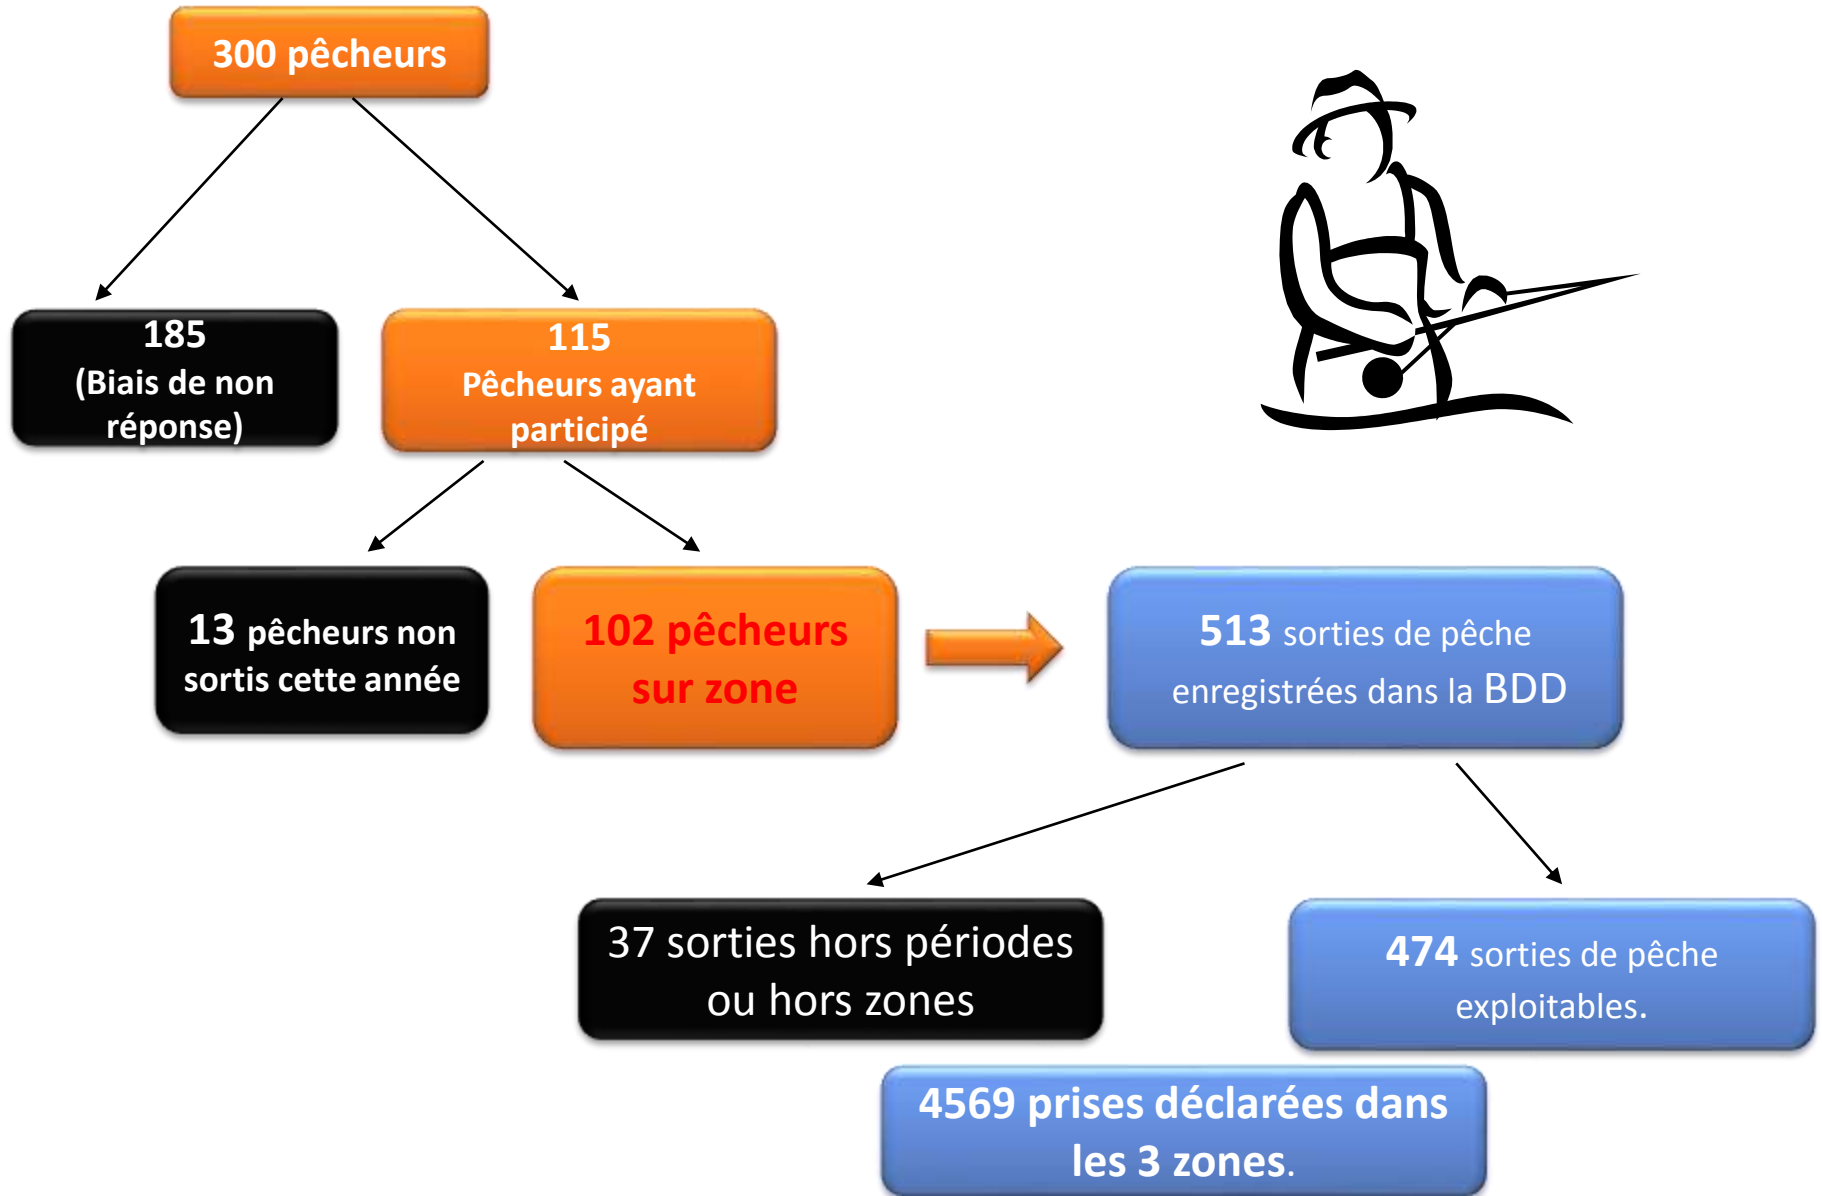 300 pêcheurs
185
(Biais de non
réponse)
115
Pêcheurs ayant
participé
13 pêcheurs non
sortis cette année
102 pêcheurs
sur zone
513 sorties de pêche
enregistrées dans la BDD
37 sorties hors périodes
ou hors zones
474 sorties de pêche
exploitables.
4569 prises déclarées dans
les 3 zones.